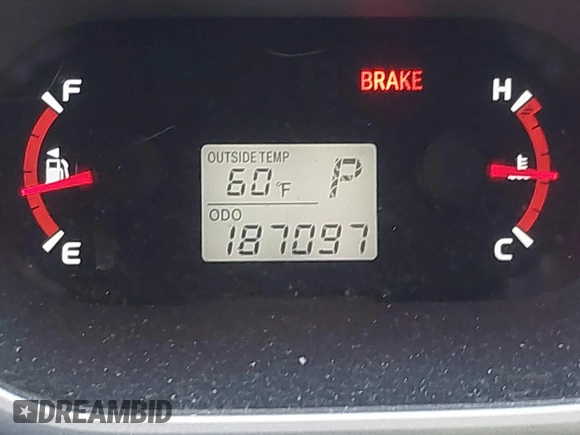 F
BRAKE
H
OUTSIDE TEMP
60°F P
ODO
187097
E
C
DREAMBID